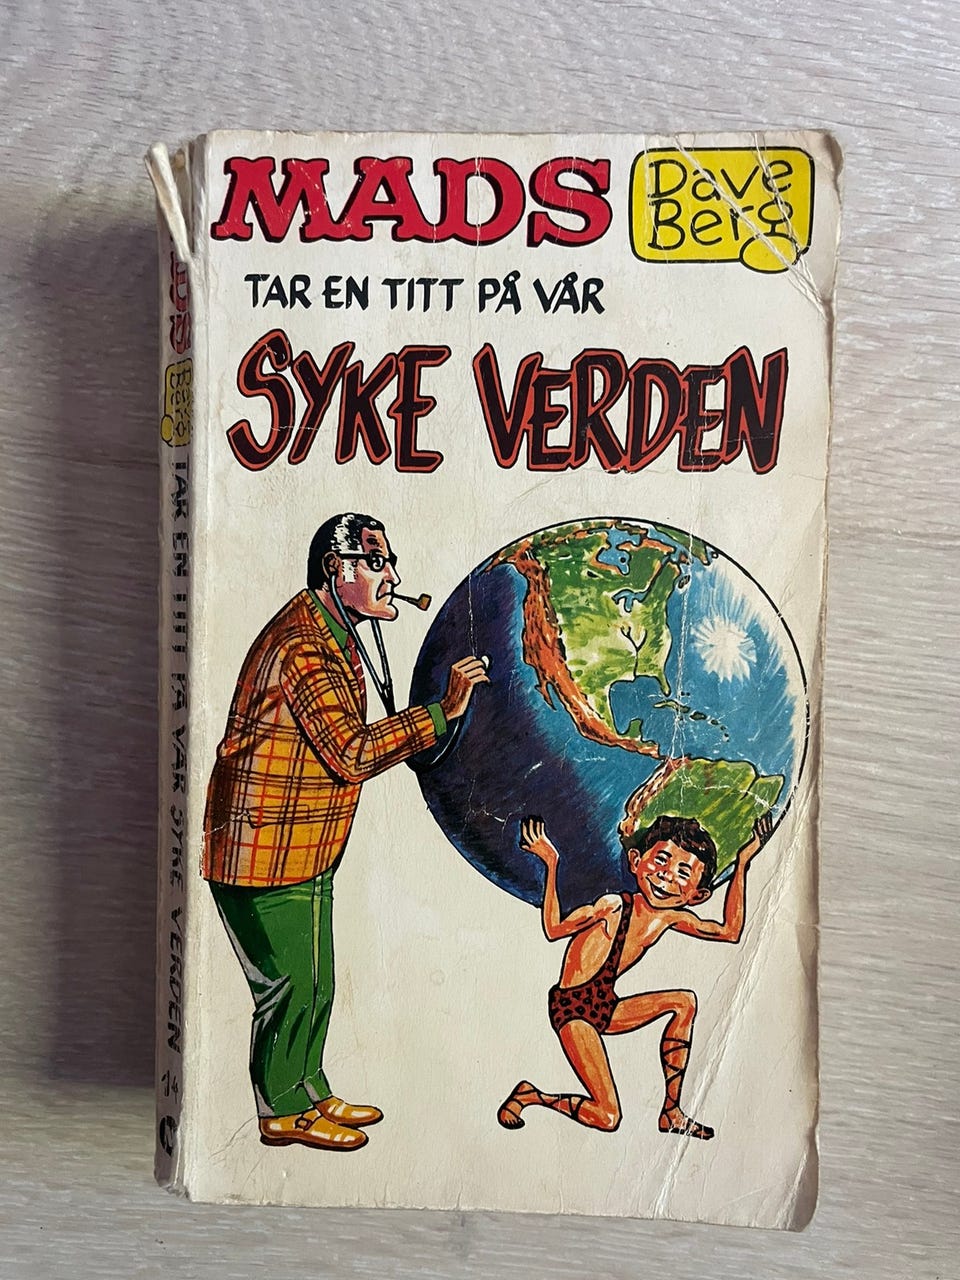 MADS
Dave
Berg
TAR EN TITT PÅ VÅR
SYKE VERDEN
MADS Dave Berg TAR EN TITT PÅ VÅR SYKE VERDEN 14